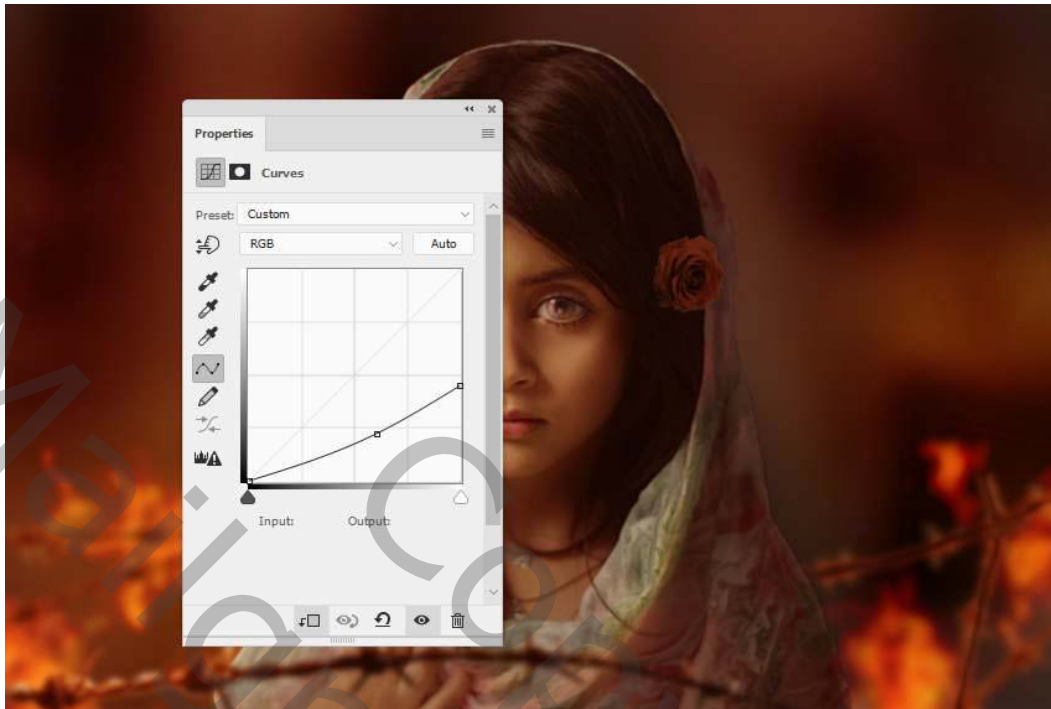 Properties
Curves
Preset: Custom
RGB
Auto
Input:
Output: